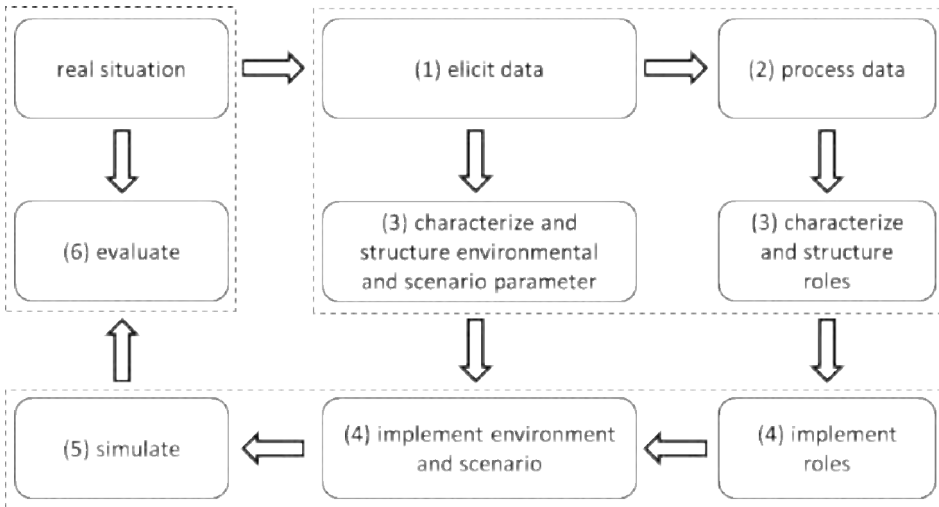 real situation
(1) elicit data
(2) process data
(6) evaluate
(3) characterize and
structure environmental
and scenario parameter
(3) characterize
and structure
roles
(5) simulate
(4) implement environment
and scenario
(4) implement
roles